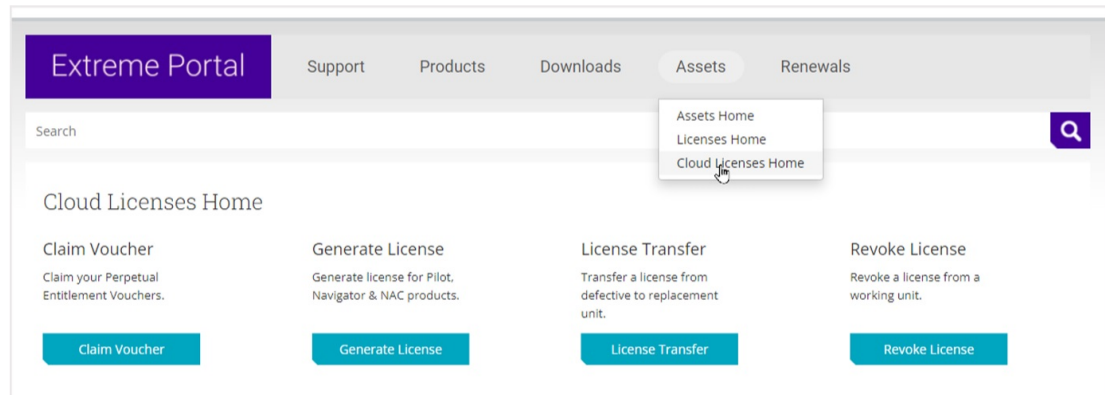 Extreme Portal
Support
Products
Downloads
Assets
Renewals
Search
Assets Home
Licenses Home
Cloud Licenses Home
Cloud Licenses Home
Claim Voucher
Claim your Perpetual
Entitlement Vouchers.
Claim Voucher
Generate License
Generate license for Pilot,
Navigator & NAC products.
Generate License
License Transfer
Transfer a license from
defective to replacement
unit.
License Transfer
Revoke License
Revoke a license from a
working unit.
Revoke License